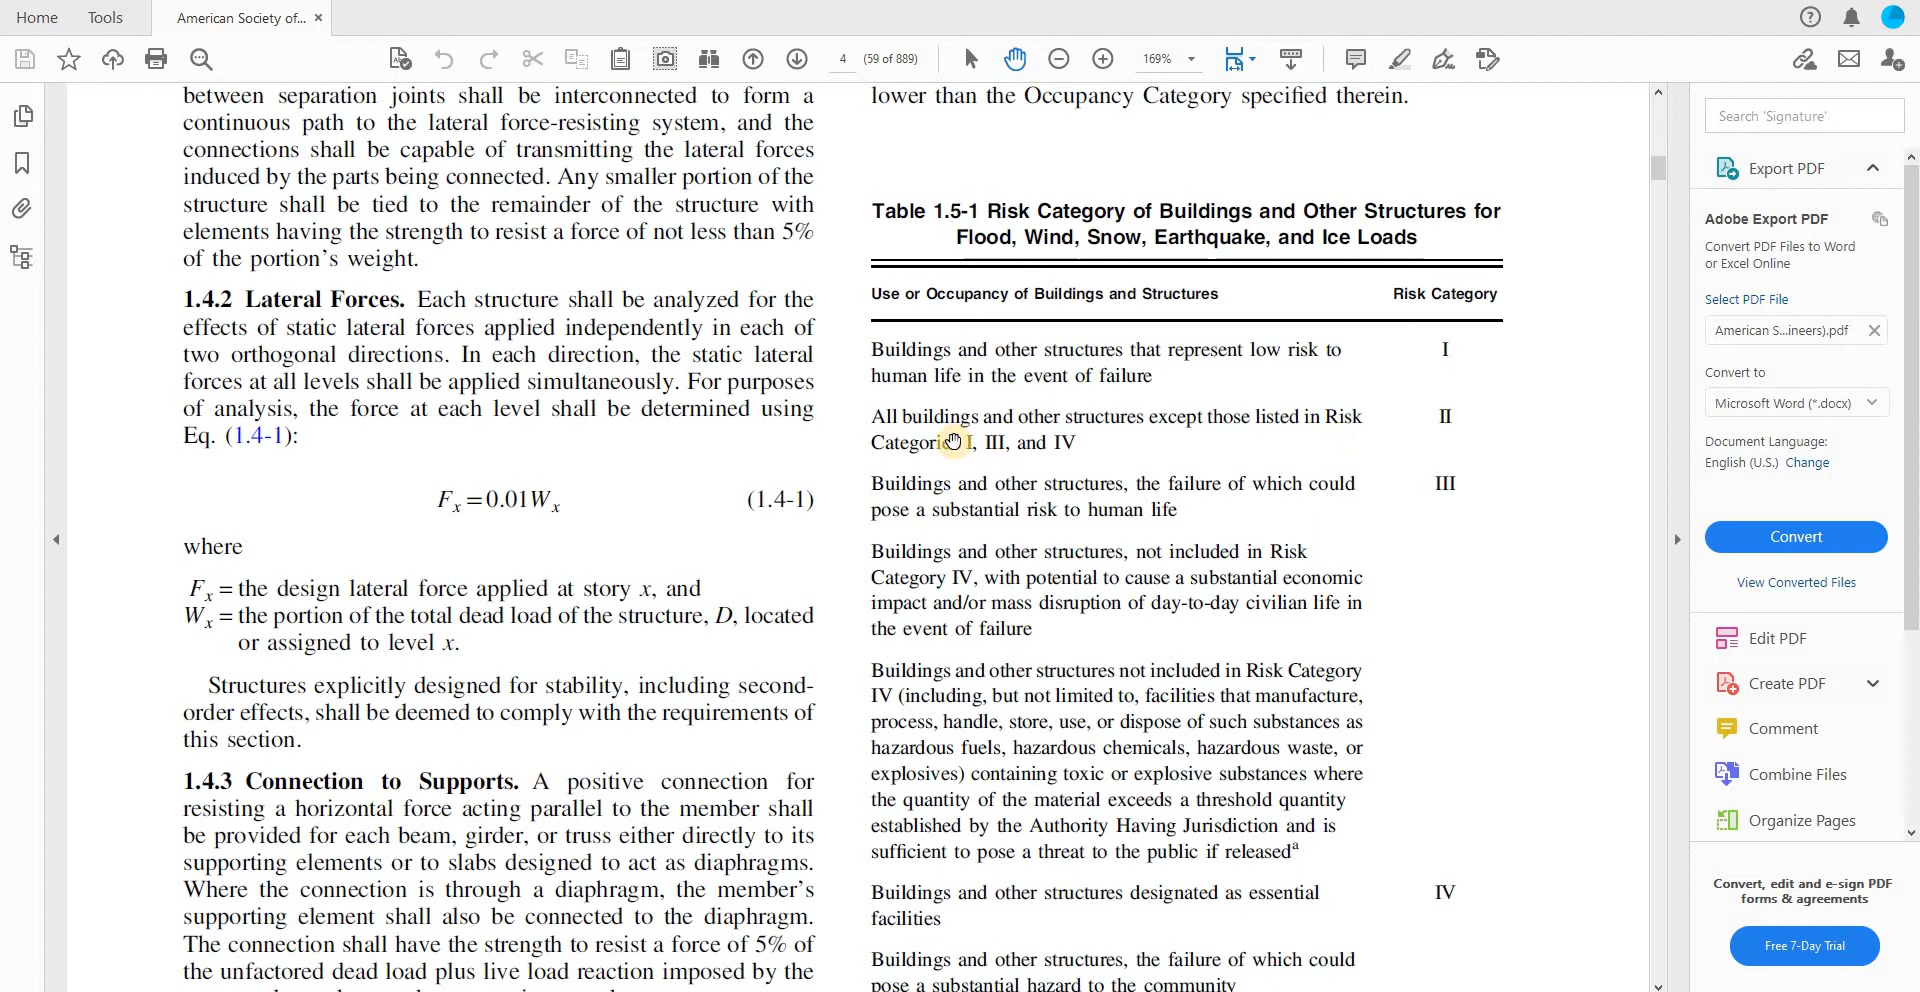 Home
Tools
American Society of... ×
4
(59 of 889)
169%
between separation joints shall be interconnected to form a
continuous path to the lateral force-resisting system, and the
connections shall be capable of transmitting the lateral forces
induced by the parts being connected. Any smaller portion of the
structure shall be tied to the remainder of the structure with
elements having the strength to resist a force of not less than 5%
of the portion's weight.
1.4.2 Lateral Forces. Each structure shall be analyzed for the
effects of static lateral forces applied independently in each of
two orthogonal directions. In each direction, the static lateral
forces at all levels shall be applied simultaneously. For purposes
of analysis, the force at each level shall be determined using
Eq. (1.4-1):
Fx = 0.01Wx (1.4-1)
where
Fx = the design lateral force applied at story x, and
Wx = the portion of the total dead load of the structure, D, located
or assigned to level x.
Structures explicitly designed for stability, including second-
order effects, shall be deemed to comply with the requirements of
this section.
1.4.3 Connection to Supports. A positive connection for
resisting a horizontal force acting parallel to the member shall
be provided for each beam, girder, or truss either directly to its
supporting elements or to slabs designed to act as diaphragms.
Where the connection is through a diaphragm, the member's
supporting element shall also be connected to the diaphragm.
The connection shall have the strength to resist a force of 5% of
the unfactored dead load plus live load reaction imposed by the
lower than the Occupancy Category specified therein.
Table 1.5-1 Risk Category of Buildings and Other Structures for
Flood, Wind, Snow, Earthquake, and Ice Loads
Use or Occupancy of Buildings and Structures Risk Category
Buildings and other structures that represent low risk to I
human life in the event of failure
All buildings and other structures except those listed in Risk II
Categori I, III, and IV
Buildings and other structures, the failure of which could III
pose a substantial risk to human life
Buildings and other structures, not included in Risk
Category IV, with potential to cause a substantial economic
impact and/or mass disruption of day-to-day civilian life in
the event of failure
Buildings and other structures not included in Risk Category
IV (including, but not limited to, facilities that manufacture,
process, handle, store, use, or dispose of such substances as
hazardous fuels, hazardous chemicals, hazardous waste, or
explosives) containing toxic or explosive substances where
the quantity of the material exceeds a threshold quantity
established by the Authority Having Jurisdiction and is
sufficient to pose a threat to the public if releasedᵃ
Buildings and other structures designated as essential IV
facilities
Buildings and other structures, the failure of which could
pose a substantial hazard to the community
Search 'Signature'
Export PDF
Adobe Export PDF
Convert PDF Files to Word
or Excel Online
Select PDF File
American S...ineers).pdf
Convert to
Microsoft Word (*.docx)
Document Language:
English (U.S.) Change
Convert
View Converted Files
Edit PDF
Create PDF
Comment
Combine Files
Organize Pages
Convert, edit and e-sign PDF
forms & agreements
Free 7-Day Trial